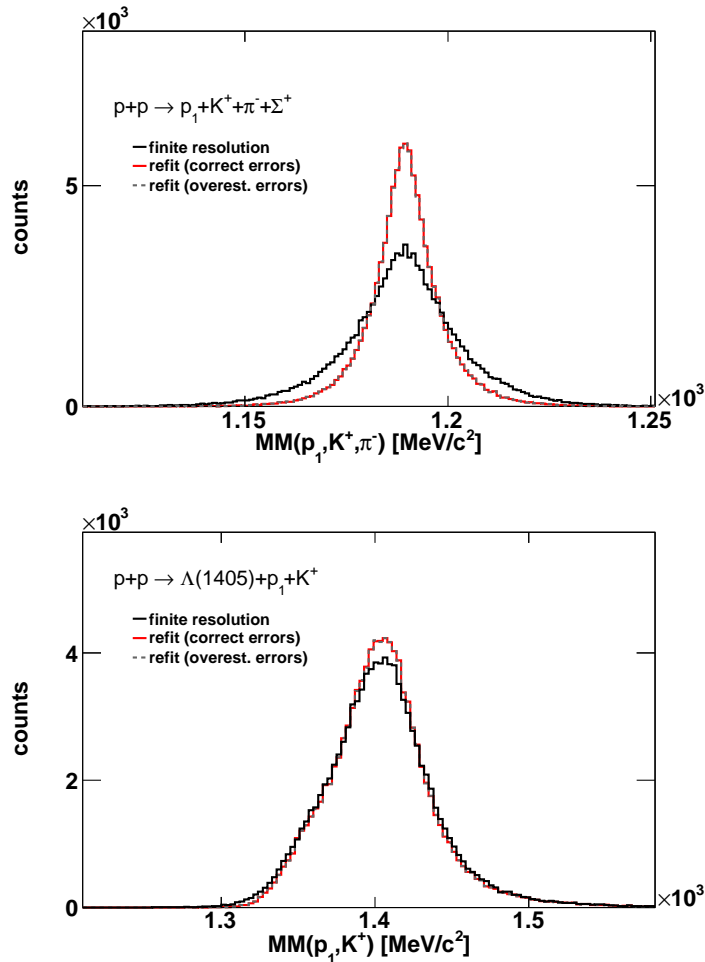 ×10³
p+p → p₁+K⁺+π⁻+Σ⁺
finite resolution
refit (correct errors)
refit (overest. errors)
counts
5
0
1.15
1.2
1.25
×10³
MM(p₁,K⁺,π⁻) [MeV/c²]
×10³
p+p → Λ(1405)+p₁+K⁺
finite resolution
refit (correct errors)
refit (overest. errors)
counts
4
2
0
1.3
1.4
1.5
×10³
MM(p₁,K⁺) [MeV/c²]